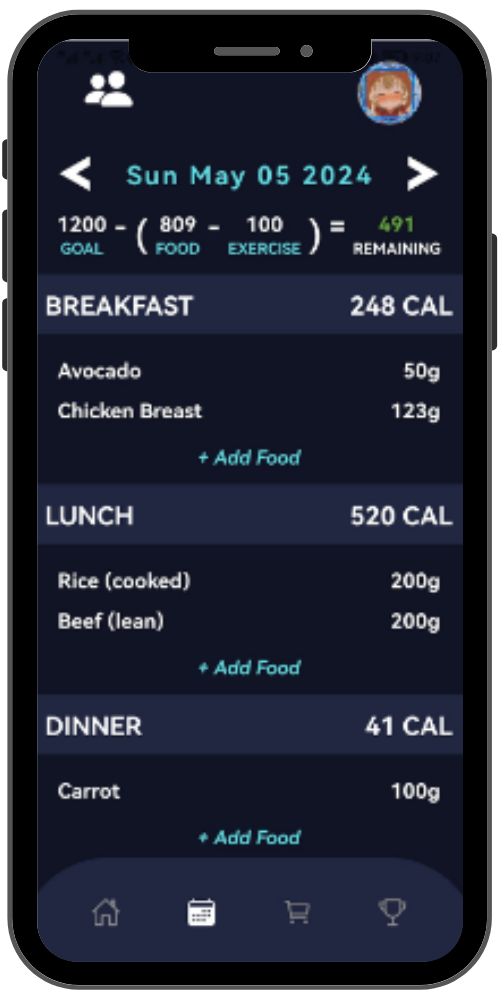 Sun May 05 2024
1200 - ( 809 - 100 ) = 491
GOAL FOOD EXERCISE REMAINING
BREAKFAST 248 CAL
Avocado 50g
Chicken Breast 123g
+ Add Food
LUNCH 520 CAL
Rice (cooked) 200g
Beef (lean) 200g
+ Add Food
DINNER 41 CAL
Carrot 100g
+ Add Food